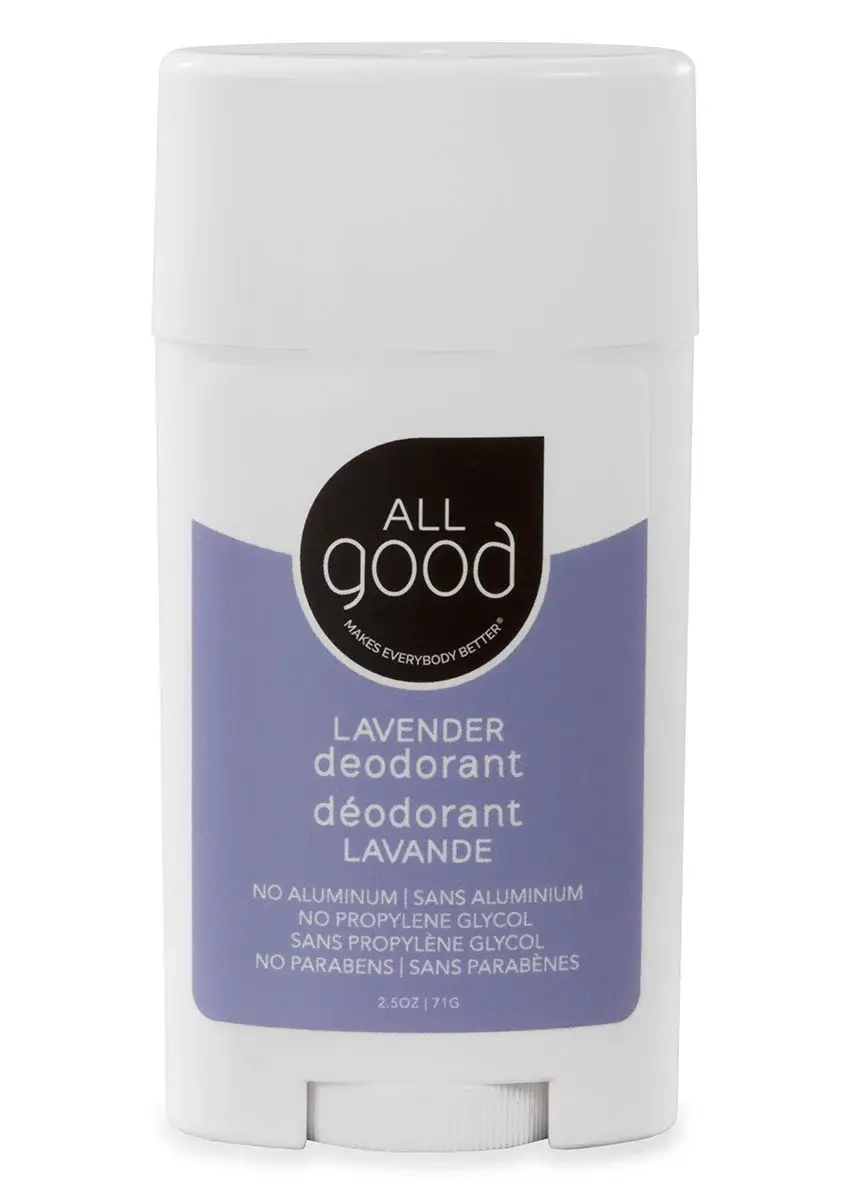 ALL
good
MAKES EVERYBODY BETTER®
LAVENDER
deodorant
déodorant
LAVANDE
NO ALUMINUM | SANS ALUMINIUM
NO PROPYLENE GLYCOL
SANS PROPYLÈNE GLYCOL
NO PARABENS | SANS PARABÈNES
2.5OZ | 71G